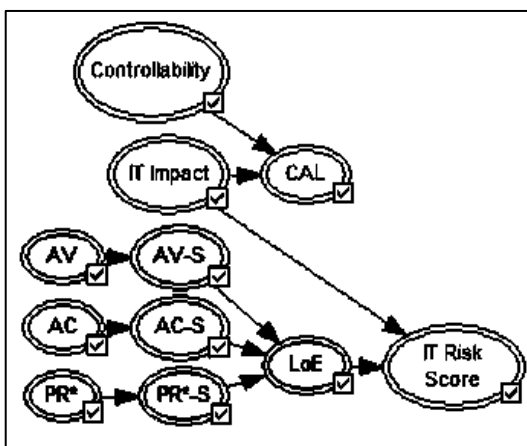 Controllability
IT Impact
CAL
AV
AV-S
AC
AC-S
LoE
IT Risk
Score
PR*
PR*-S